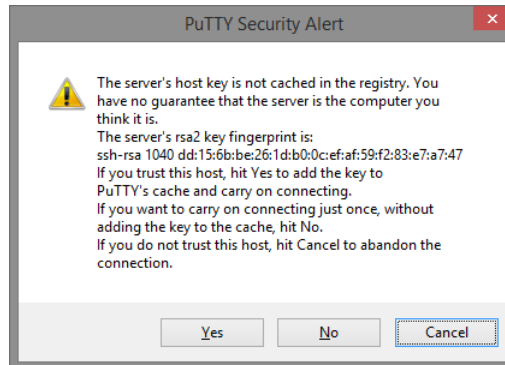 PuTTY Security Alert
The server's host key is not cached in the registry. You
have no guarantee that the server is the computer you
think it is.
The server's rsa2 key fingerprint is:
ssh-rsa 1040 dd:15:6b:be:26:1d:b0:0c:ef:af:59:f2:83:e7:a7:47
If you trust this host, hit Yes to add the key to
PuTTY's cache and carry on connecting.
If you want to carry on connecting just once, without
adding the key to the cache, hit No.
If you do not trust this host, hit Cancel to abandon the
connection.
Yes No Cancel